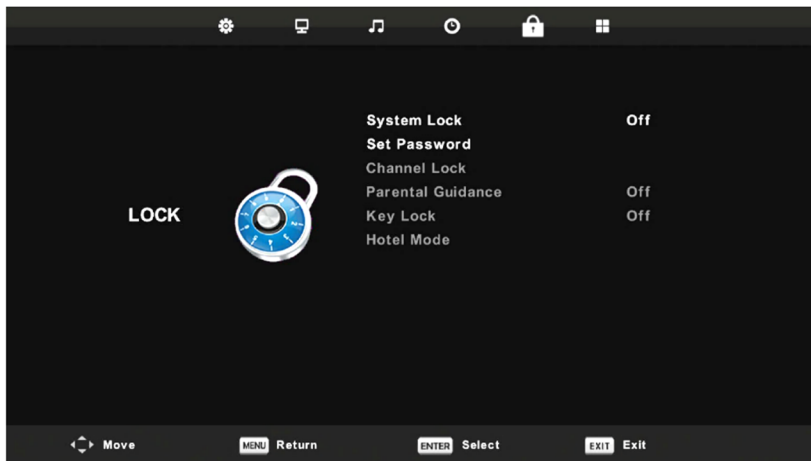 System Lock Off
Set Password
Channel Lock
Parental Guidance Off
LOCK Key Lock Off
Hotel Mode
Move MENU Return ENTER Select EXIT Exit